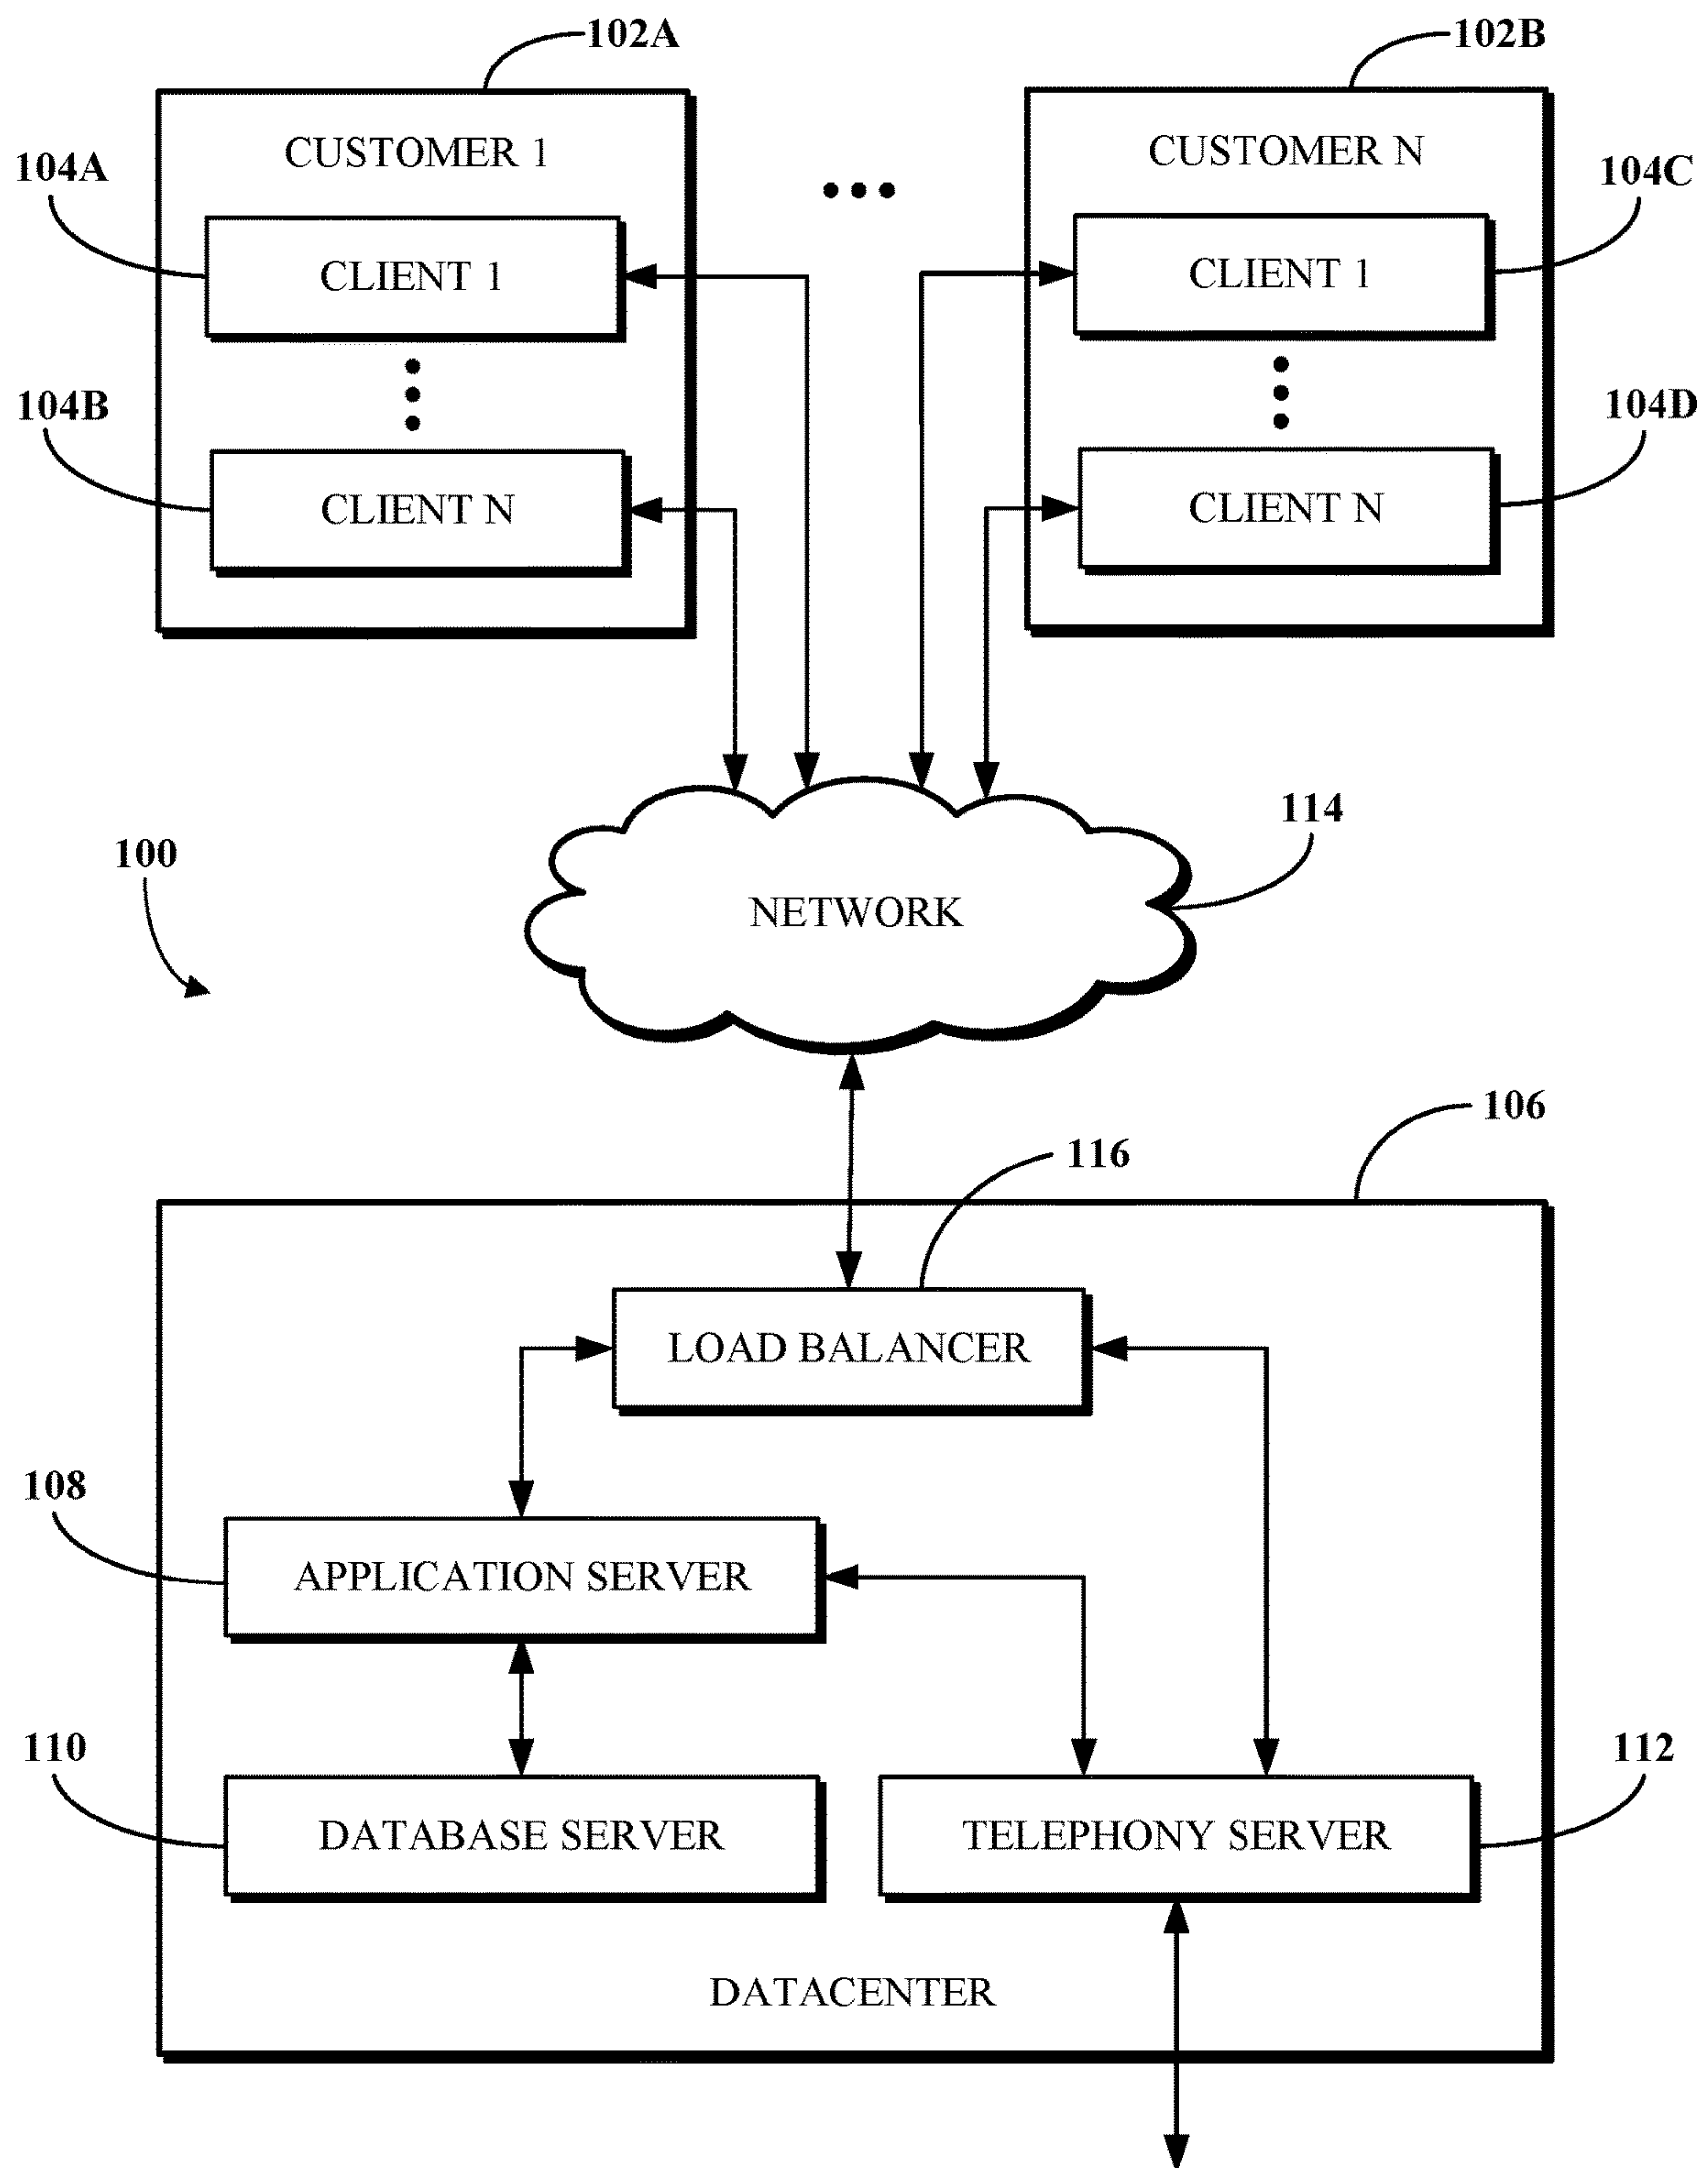 102A
102B
CUSTOMER 1
CUSTOMER N
104A
104C
CLIENT 1
CLIENT 1
104B
104D
CLIENT N
CLIENT N
114
100
NETWORK
106
116
LOAD BALANCER
108
APPLICATION SERVER
110
112
DATABASE SERVER
TELEPHONY SERVER
DATACENTER